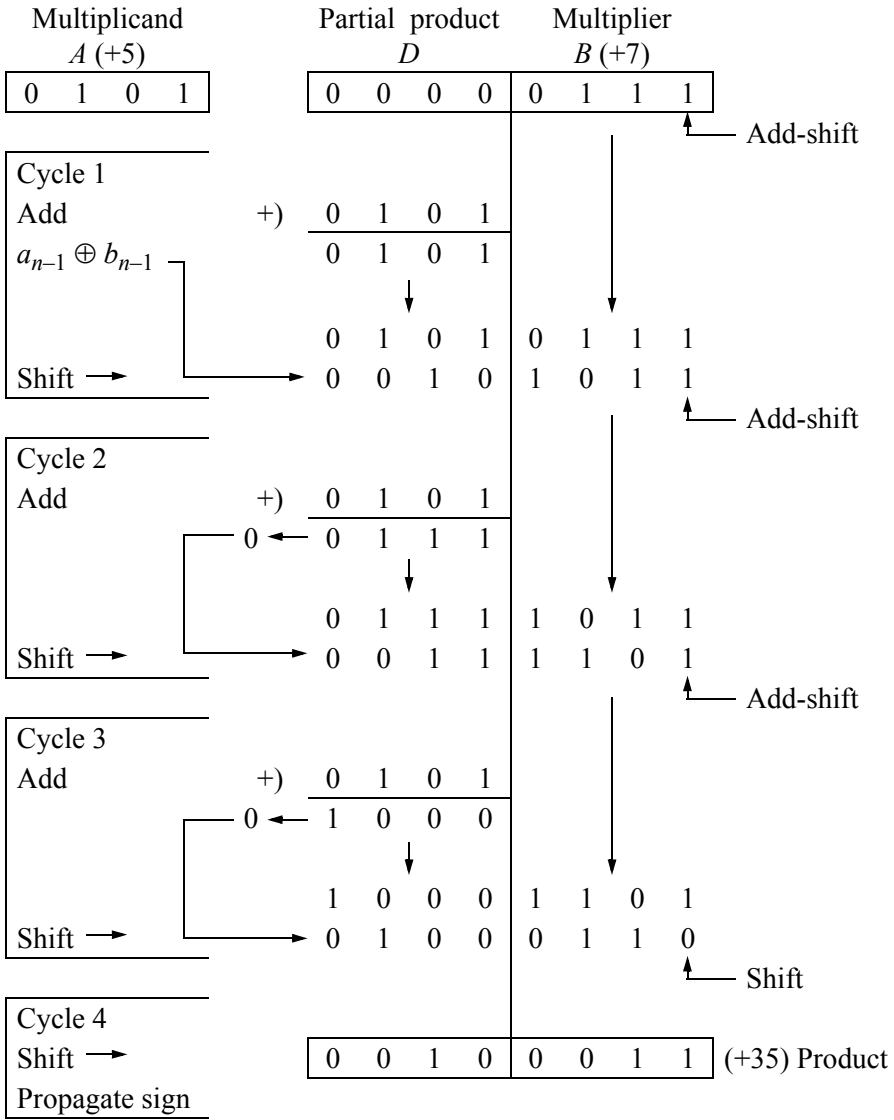 Multiplicand Partial product Multiplier
A (+5) D B (+7)
0 1 0 1 0 0 0 0 0 1 1 1
Add-shift
Cycle 1
Add +) 0 1 0 1
aₙ₋₁ ⊕ bₙ₋₁ 0 1 0 1
0 1 0 1 0 1 1 1
Shift 0 0 1 0 1 0 1 1
Add-shift
Cycle 2
Add +) 0 1 0 1
0 0 1 1 1
0 1 1 1 1 0 1 1
Shift 0 0 1 1 1 1 0 1
Add-shift
Cycle 3
Add +) 0 1 0 1
0 1 0 0 0
1 0 0 0 1 1 0 1
Shift 0 1 0 0 0 1 1 0
Shift
Cycle 4
Shift 0 0 1 0 0 0 1 1 (+35) Product
Propagate sign